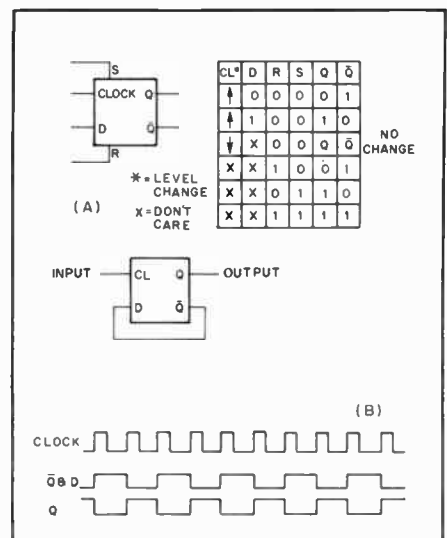 S
CLOCK Q
D Q̄
R
(A)
* = LEVEL CHANGE
X = DON'T CARE
CL* D R S Q Q̄
↑ 0 0 0 0 1
↑ 1 0 0 1 0
↓ X 0 0 Q Q̄
X X 1 0 0 1
X X 0 1 1 0
X X 1 1 1 1
NO CHANGE
INPUT CL Q OUTPUT
D Q̄
(B)
CLOCK
Q̄ & D
Q